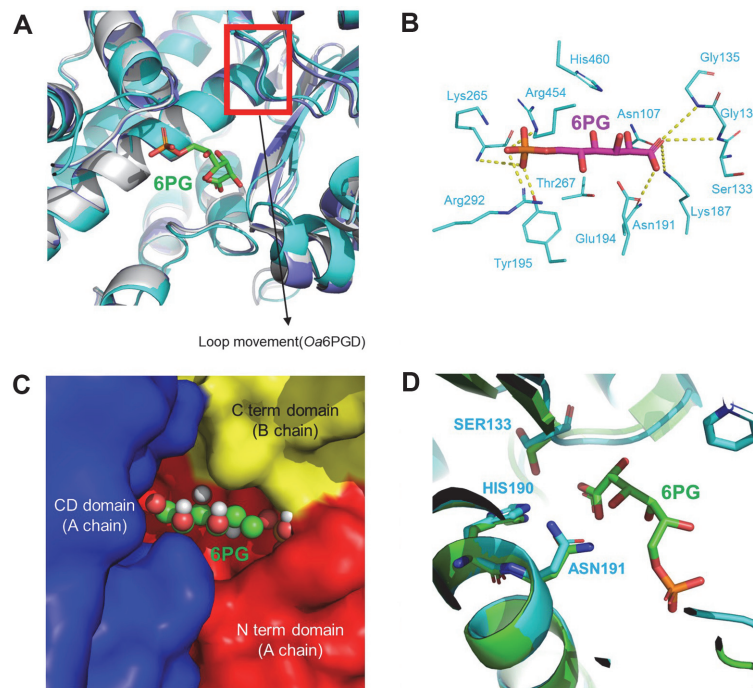 A
6PG
Loop movement(Oa6PGD)
B
His460
Gly135
Lys265
Arg454
6PG
Asn107
Gly13
Thr267
Ser133
Arg292
Glu194
Asn191
Lys187
Tyr195
C
C term domain
(B chain)
CD domain
(A chain)
6PG
N term domain
(A chain)
D
SER133
HIS190
6PG
ASN191